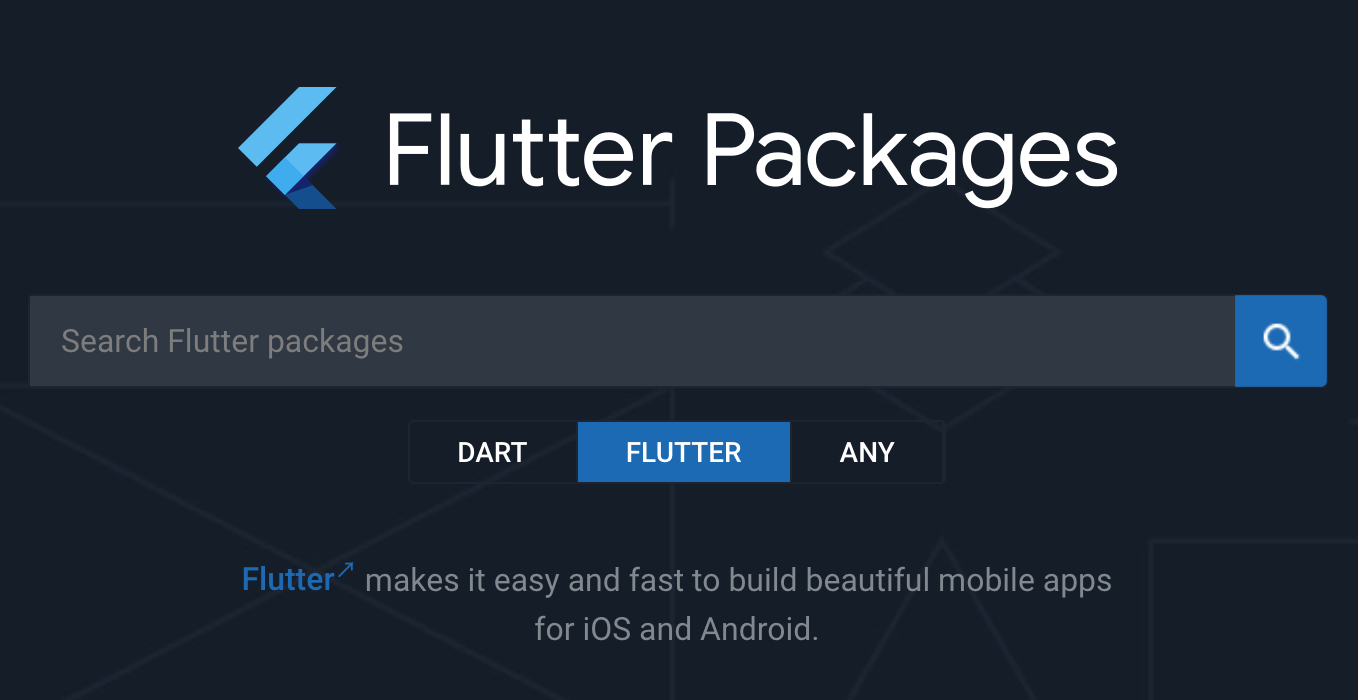 Flutter Packages
Search Flutter packages
DART FLUTTER ANY
Flutter↗ makes it easy and fast to build beautiful mobile apps
for iOS and Android.